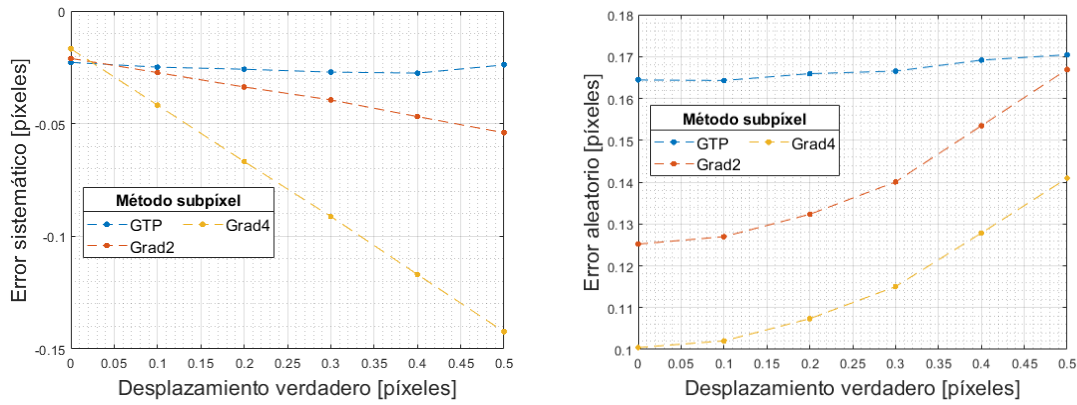 0
-0.05
-0.1
-0.15
Error sistemático [píxeles]
Método subpíxel
GTP
Grad4
Grad2
0 0.05 0.1 0.15 0.2 0.25 0.3 0.35 0.4 0.45 0.5
Desplazamiento verdadero [píxeles]
0.18
0.17
0.16
0.15
0.14
0.13
0.12
0.11
0.1
Error aleatorio [píxeles]
Método subpíxel
GTP
Grad4
Grad2
0 0.05 0.1 0.15 0.2 0.25 0.3 0.35 0.4 0.45 0.5
Desplazamiento verdadero [píxeles]